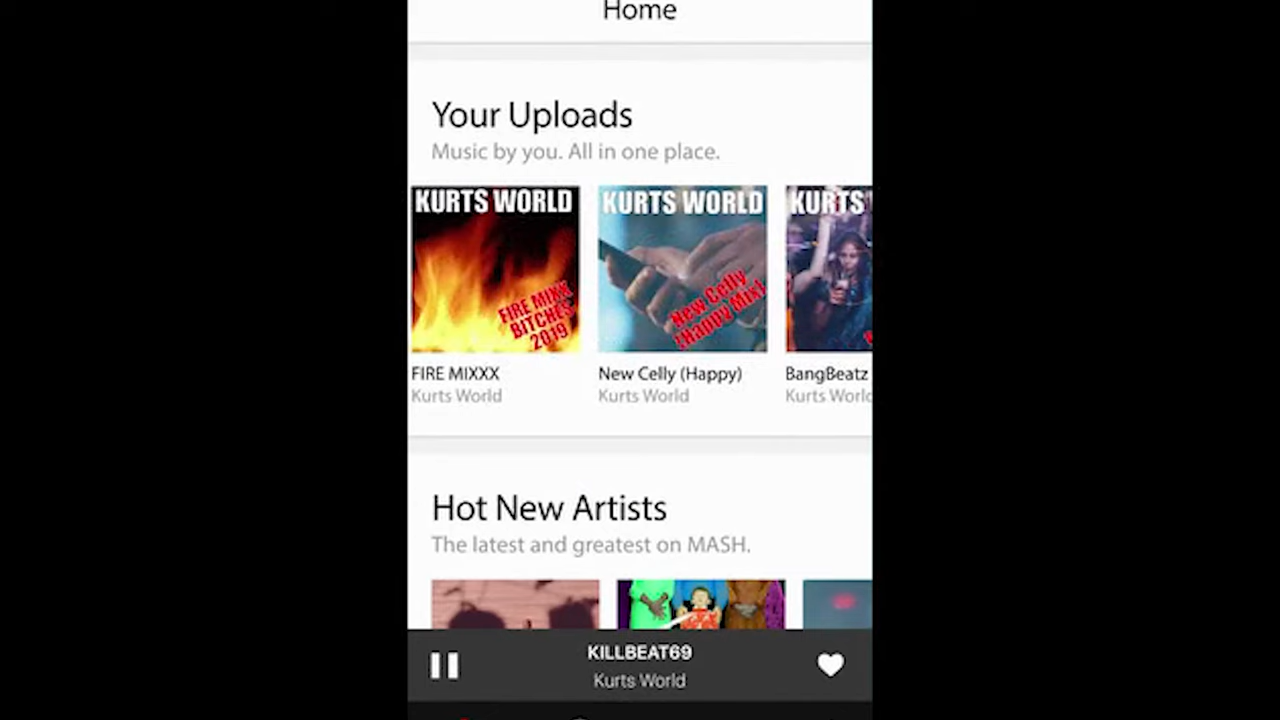 Home
Your Uploads
Music by you. All in one place.
KURTS WORLD
FIRE MIXX
BITCHES
2019
KURTS WORLD
New Celly
(Happy Mix)
KURTS
FIRE MIXXX
Kurts World
New Celly (Happy)
Kurts World
BangBeatz
Kurts World
Hot New Artists
The latest and greatest on MASH.
KILLBEAT69
Kurts World